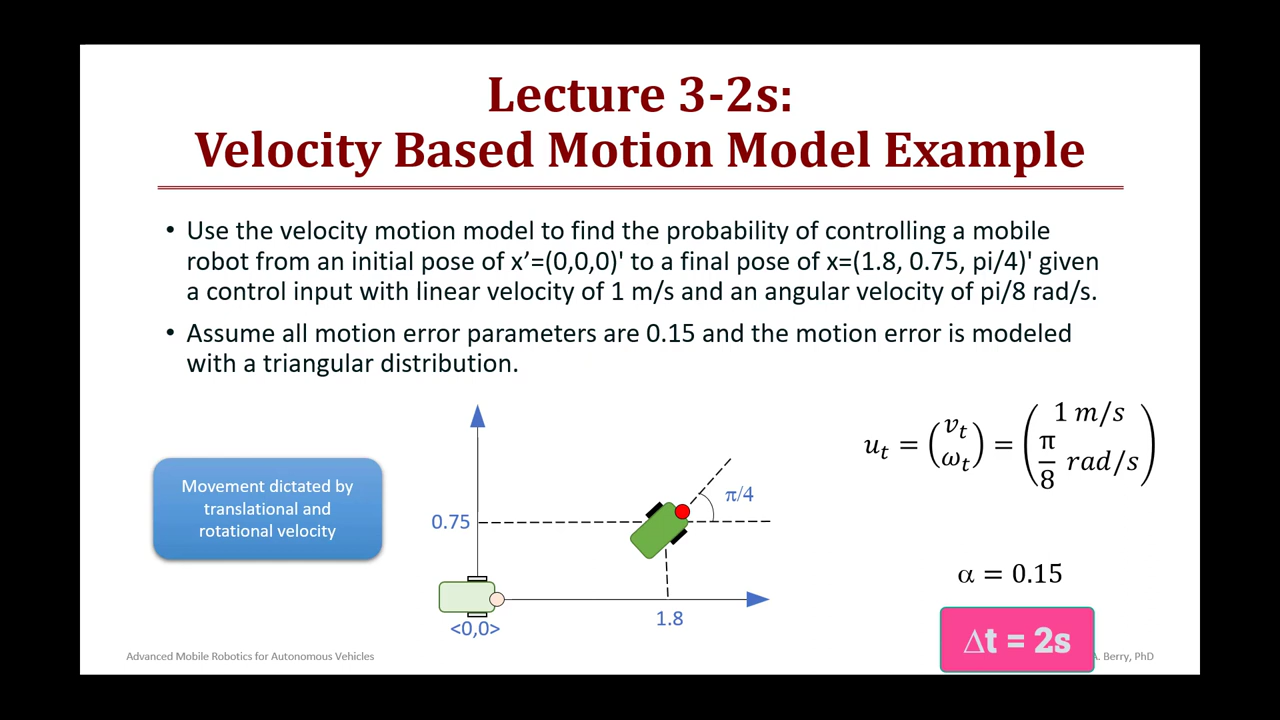 Lecture 3-2s:
Velocity Based Motion Model Example
• Use the velocity motion model to find the probability of controlling a mobile
robot from an initial pose of x’=(0,0,0)' to a final pose of x=(1.8, 0.75, pi/4)' given
a control input with linear velocity of 1 m/s and an angular velocity of pi/8 rad/s.
• Assume all motion error parameters are 0.15 and the motion error is modeled
with a triangular distribution.
Movement dictated by
translational and
rotational velocity
0.75
π/4
<0,0>
1.8
u_t = (v_t ω_t) = (1 m/s π/8 rad/s)
α = 0.15
Δt = 2s
Advanced Mobile Robotics for Autonomous Vehicles
A. Berry, PhD